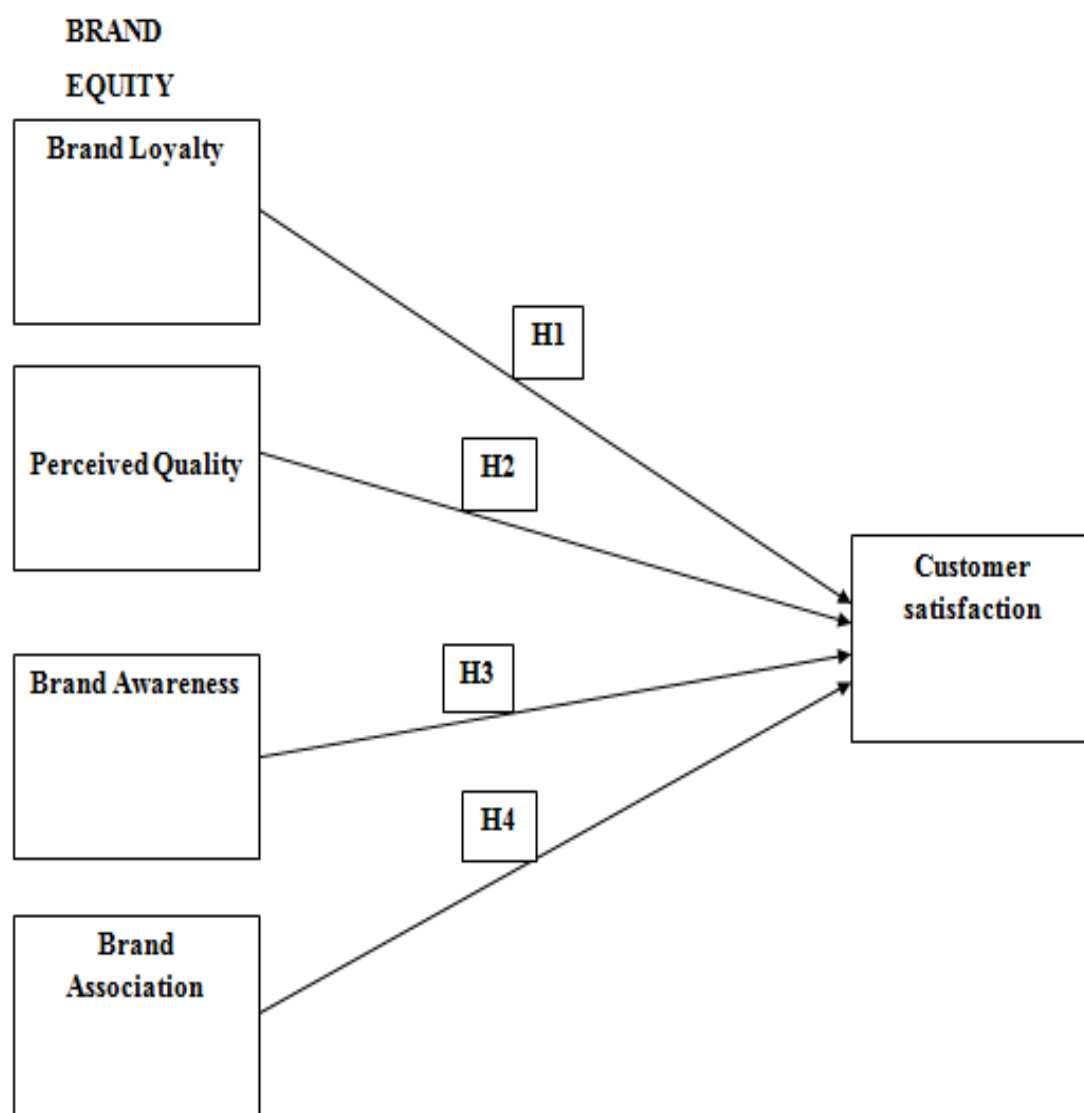 BRAND
EQUITY
Brand Loyalty
H1
Perceived Quality
H2
Customer
satisfaction
Brand Awareness
H3
H4
Brand
Association